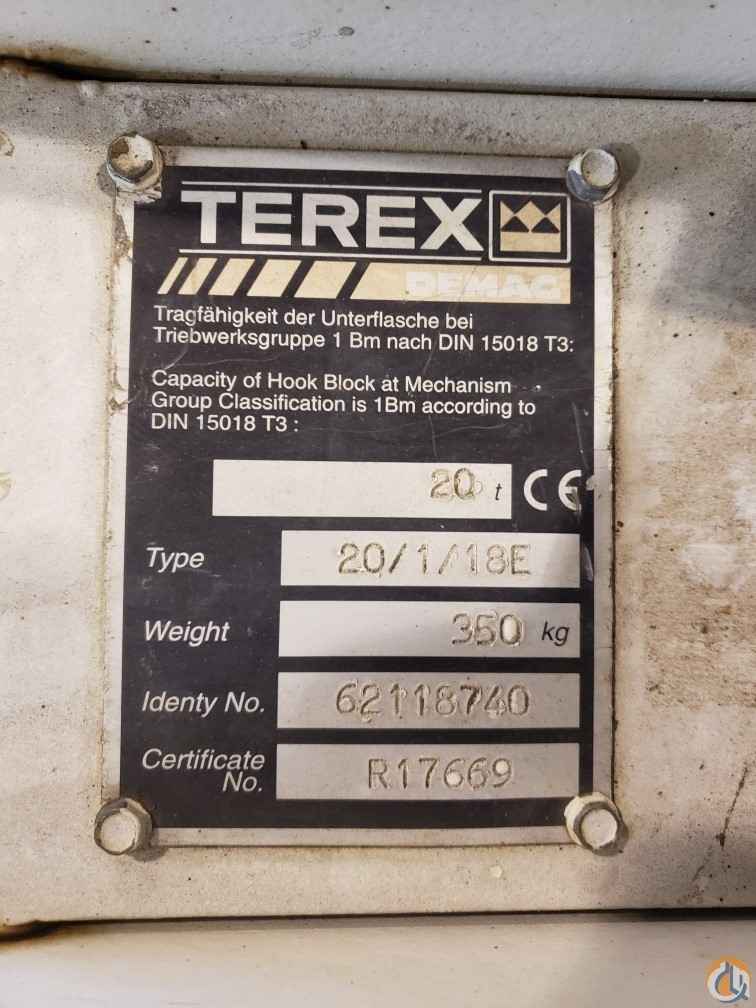 TEREX
DEMAG
Tragfähigkeit der Unterflasche bei
Triebwerksgruppe 1 Bm nach DIN 15018 T3:
Capacity of Hook Block at Mechanism
Group Classification is 1Bm according to
DIN 15018 T3 :
20 t CE
Type 20/1/18E
Weight 350 kg
Identy No. 62118740
Certificate
No. R17669